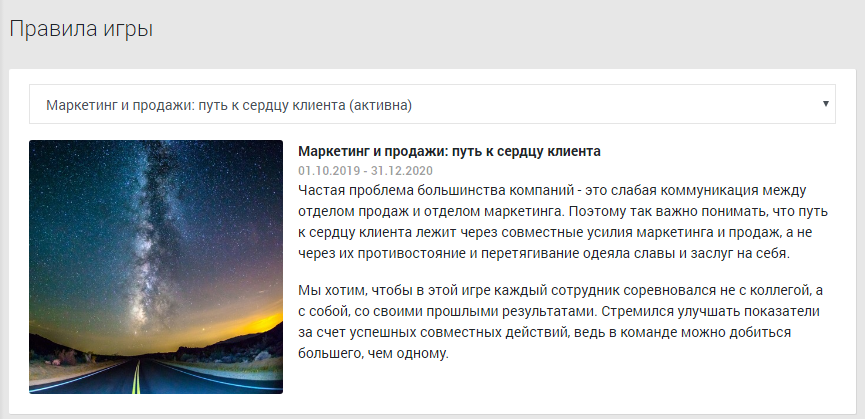 Правила игры
Маркетинг и продажи: путь к сердцу клиента (активна)
Маркетинг и продажи: путь к сердцу клиента
01.10.2019 - 31.12.2020
Частая проблема большинства компаний - это слабая коммуникация между
отделом продаж и отделом маркетинга. Поэтому так важно понимать, что путь
к сердцу клиента лежит через совместные усилия маркетинга и продаж, а не
через их противостояние и перетягивание одеяла славы и заслуг на себя.
Мы хотим, чтобы в этой игре каждый сотрудник соревновался не с коллегой, а
с собой, со своими прошлыми результатами. Стремился улучшать показатели
за счет успешных совместных действий, ведь в команде можно добиться
большего, чем одному.